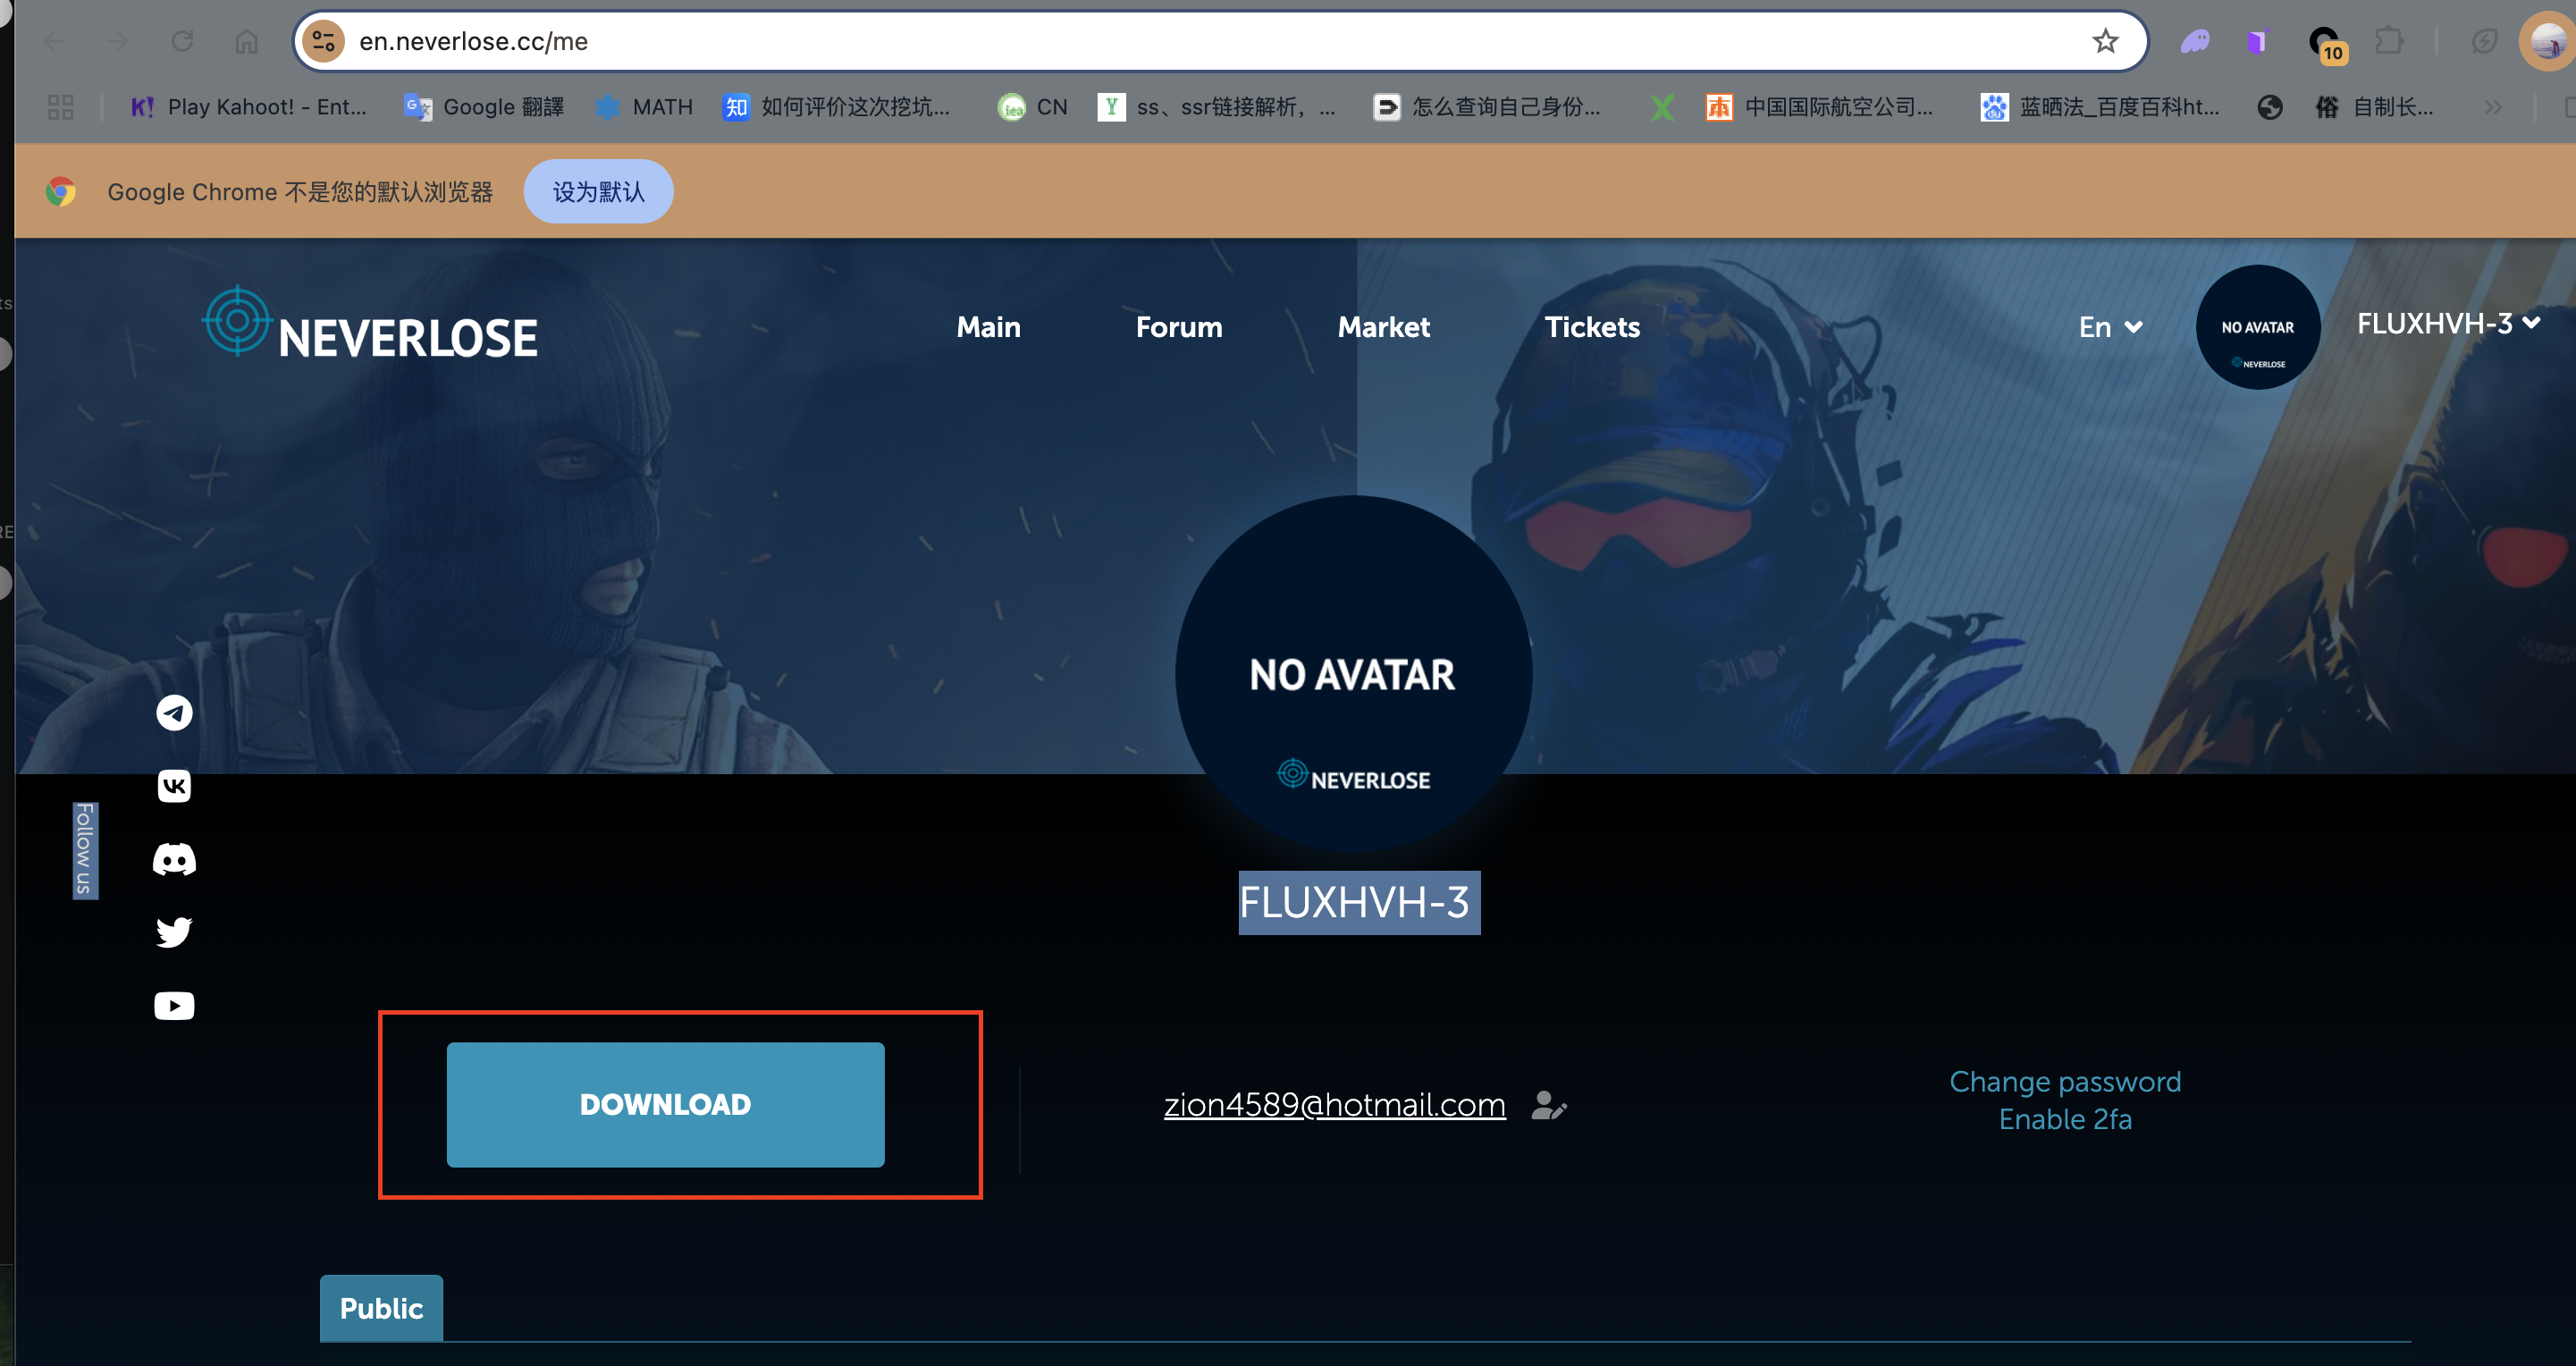 en.neverlose.cc/me
10
Play Kahoot! - Ent...
Google 翻譯
MATH
知
如何评价这次挖坑...
CN
ss、ssr链接解析，...
怎么查询自己身份...
中国国际航空公司...
蓝晒法_百度百科ht...
俗
自制长...
Google Chrome 不是您的默认浏览器
设为默认
NEVERLOSE
Main
Forum
Market
Tickets
En
NO AVATAR
NEVERLOSE
FLUXHVH-3
NO AVATAR
NEVERLOSE
Follow us
FLUXHVH-3
DOWNLOAD
zion4589@hotmail.com
Change password
Enable 2fa
Public